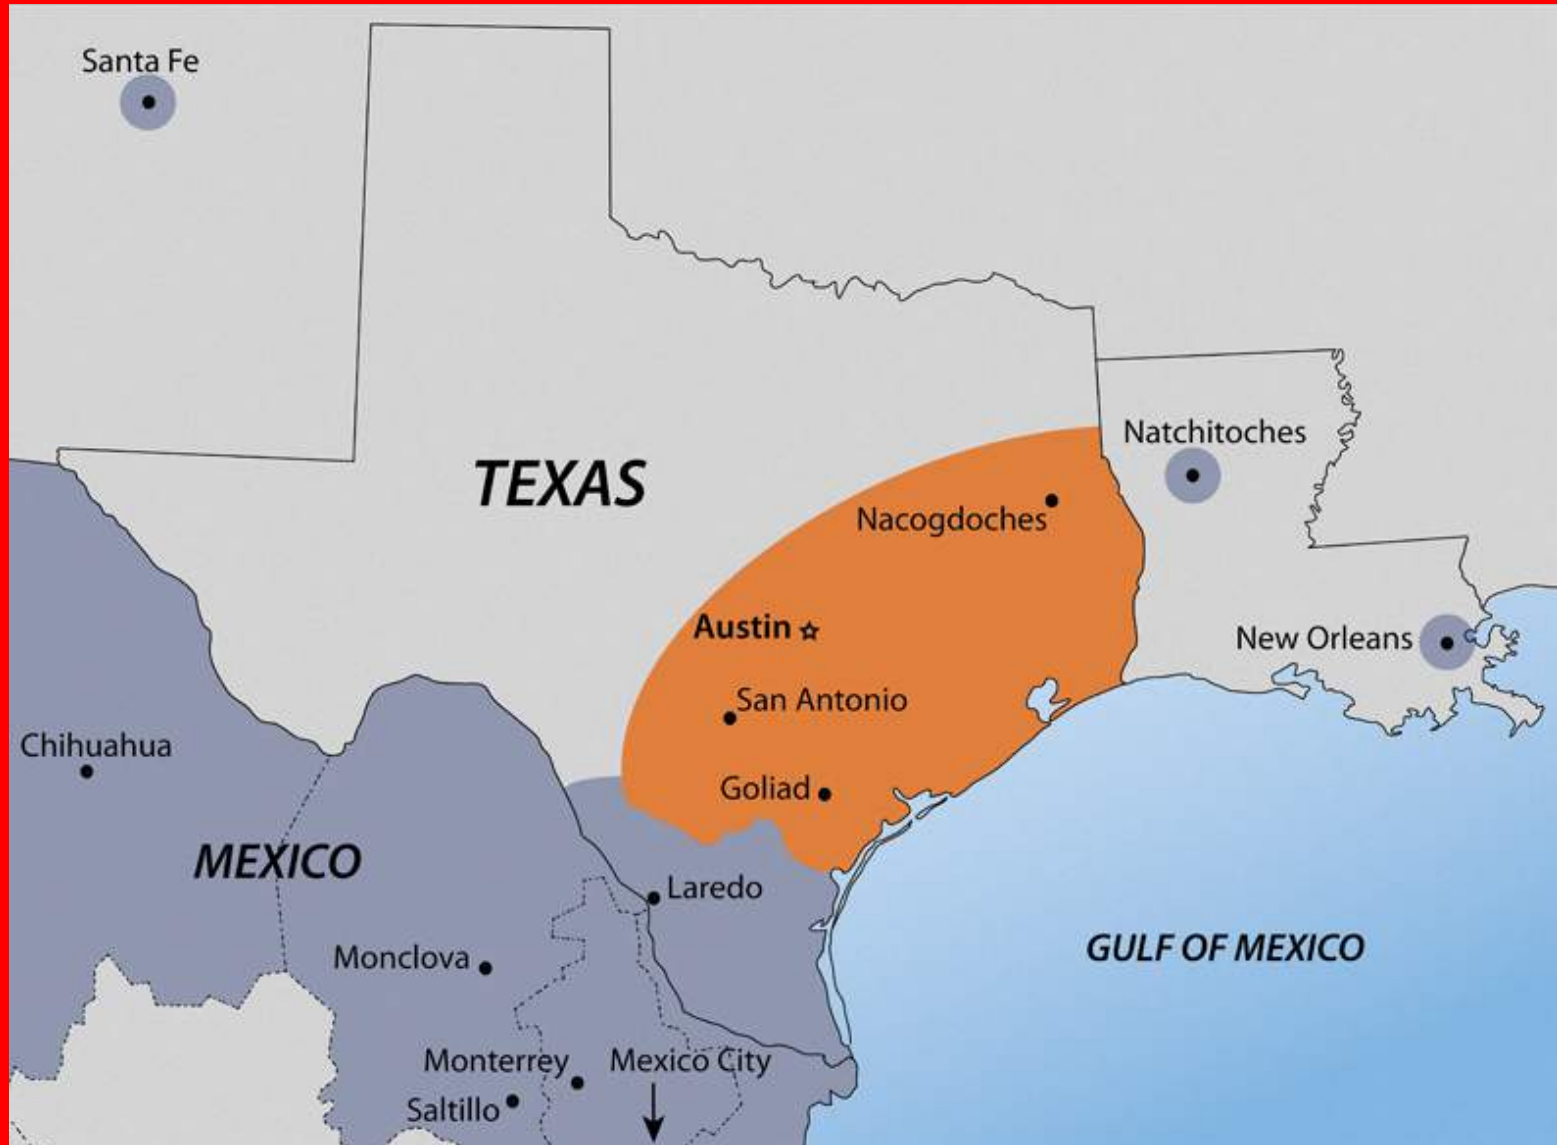 Santa Fe
Natchitoches
TEXAS
Nacogdoches
Austin
New Orleans
San Antonio
Chihuahua
Goliad
MEXICO
Laredo
GULF OF MEXICO
Monclova
Monterrey
Mexico City
Saltillo